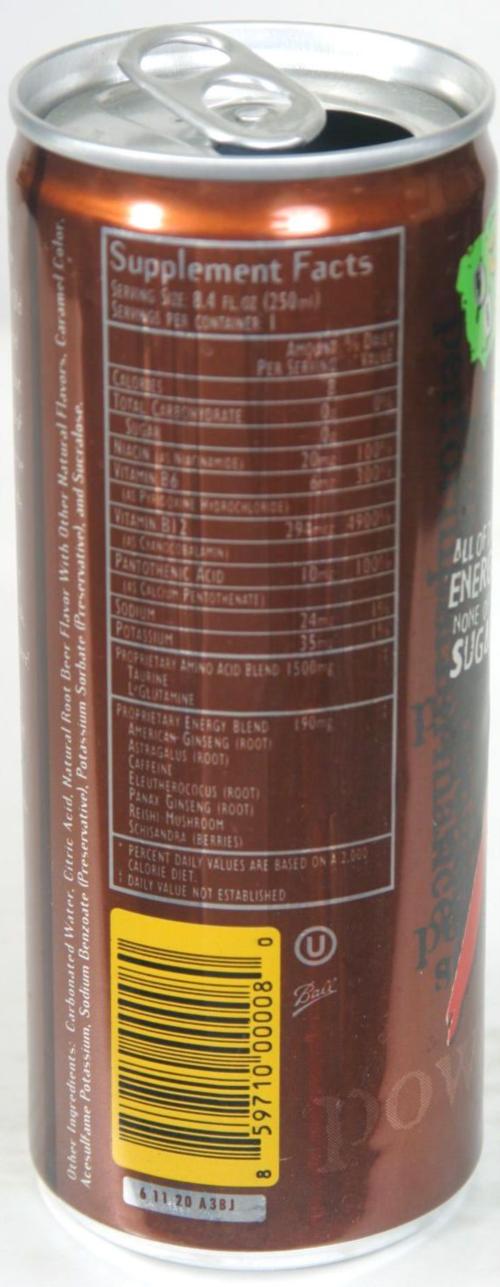 Supplement Facts
SERVING SIZE: 8.4 FL. OZ (250ml)
SERVINGS PER CONTAINER: 1
AMOUNT % DAILY
PER SERVING VALUE
CALORIES
TOTAL CARBOHYDRATE 0g 0%
SUGAR 0g
NIACIN (AS NIACINAMIDE) 20mg 100%
VITAMIN B6 6mg 300%
(AS PYRIDOXINE HYDROCHLORIDE)
VITAMIN B12 294mcg 4900%
(AS CYANOCOBALAMIN)
PANTOTHENIC ACID 10mg 100%
(AS CALCIUM PENTOTHENATE)
SODIUM 24mg 1%
POTASSIUM 35mg 1%
PROPRIETARY AMINO ACID BLEND 1500mg ‡
TAURINE
L-GLUTAMINE
PROPRIETARY ENERGY BLEND 190mg ‡
AMERICAN GINSENG (ROOT)
ASTRAGALUS (ROOT)
CAFFEINE
ELEUTHEROCOCUS (ROOT)
PANAX GINSENG (ROOT)
REISHI MUSHROOM
SCHISANDRA (BERRIES)
* PERCENT DAILY VALUES ARE BASED ON A 2,000
CALORIE DIET.
‡ DAILY VALUE NOT ESTABLISHED
Other Ingredients: Carbonated Water, Citric Acid, Natural Root Beer Flavor With Other Natural Flavors, Caramel Color,
Acesulfame Potassium, Sodium Benzoate (Preservative), Potassium Sorbate (Preservative), and Sucralose.
8 59710 00008 0
U
Ball
6 11 20 A3BJ
ALL OF
ENER
NONE O
SUG
pow